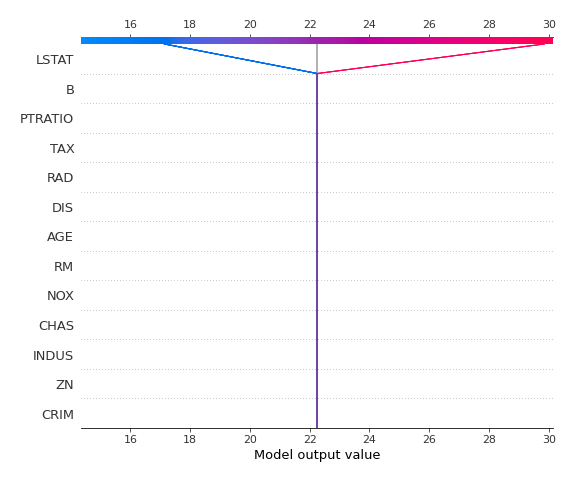 16 18 20 22 24 26 28 30
LSTAT
B
PTRATIO
TAX
RAD
DIS
AGE
RM
NOX
CHAS
INDUS
ZN
CRIM
16 18 20 22 24 26 28 30
Model output value